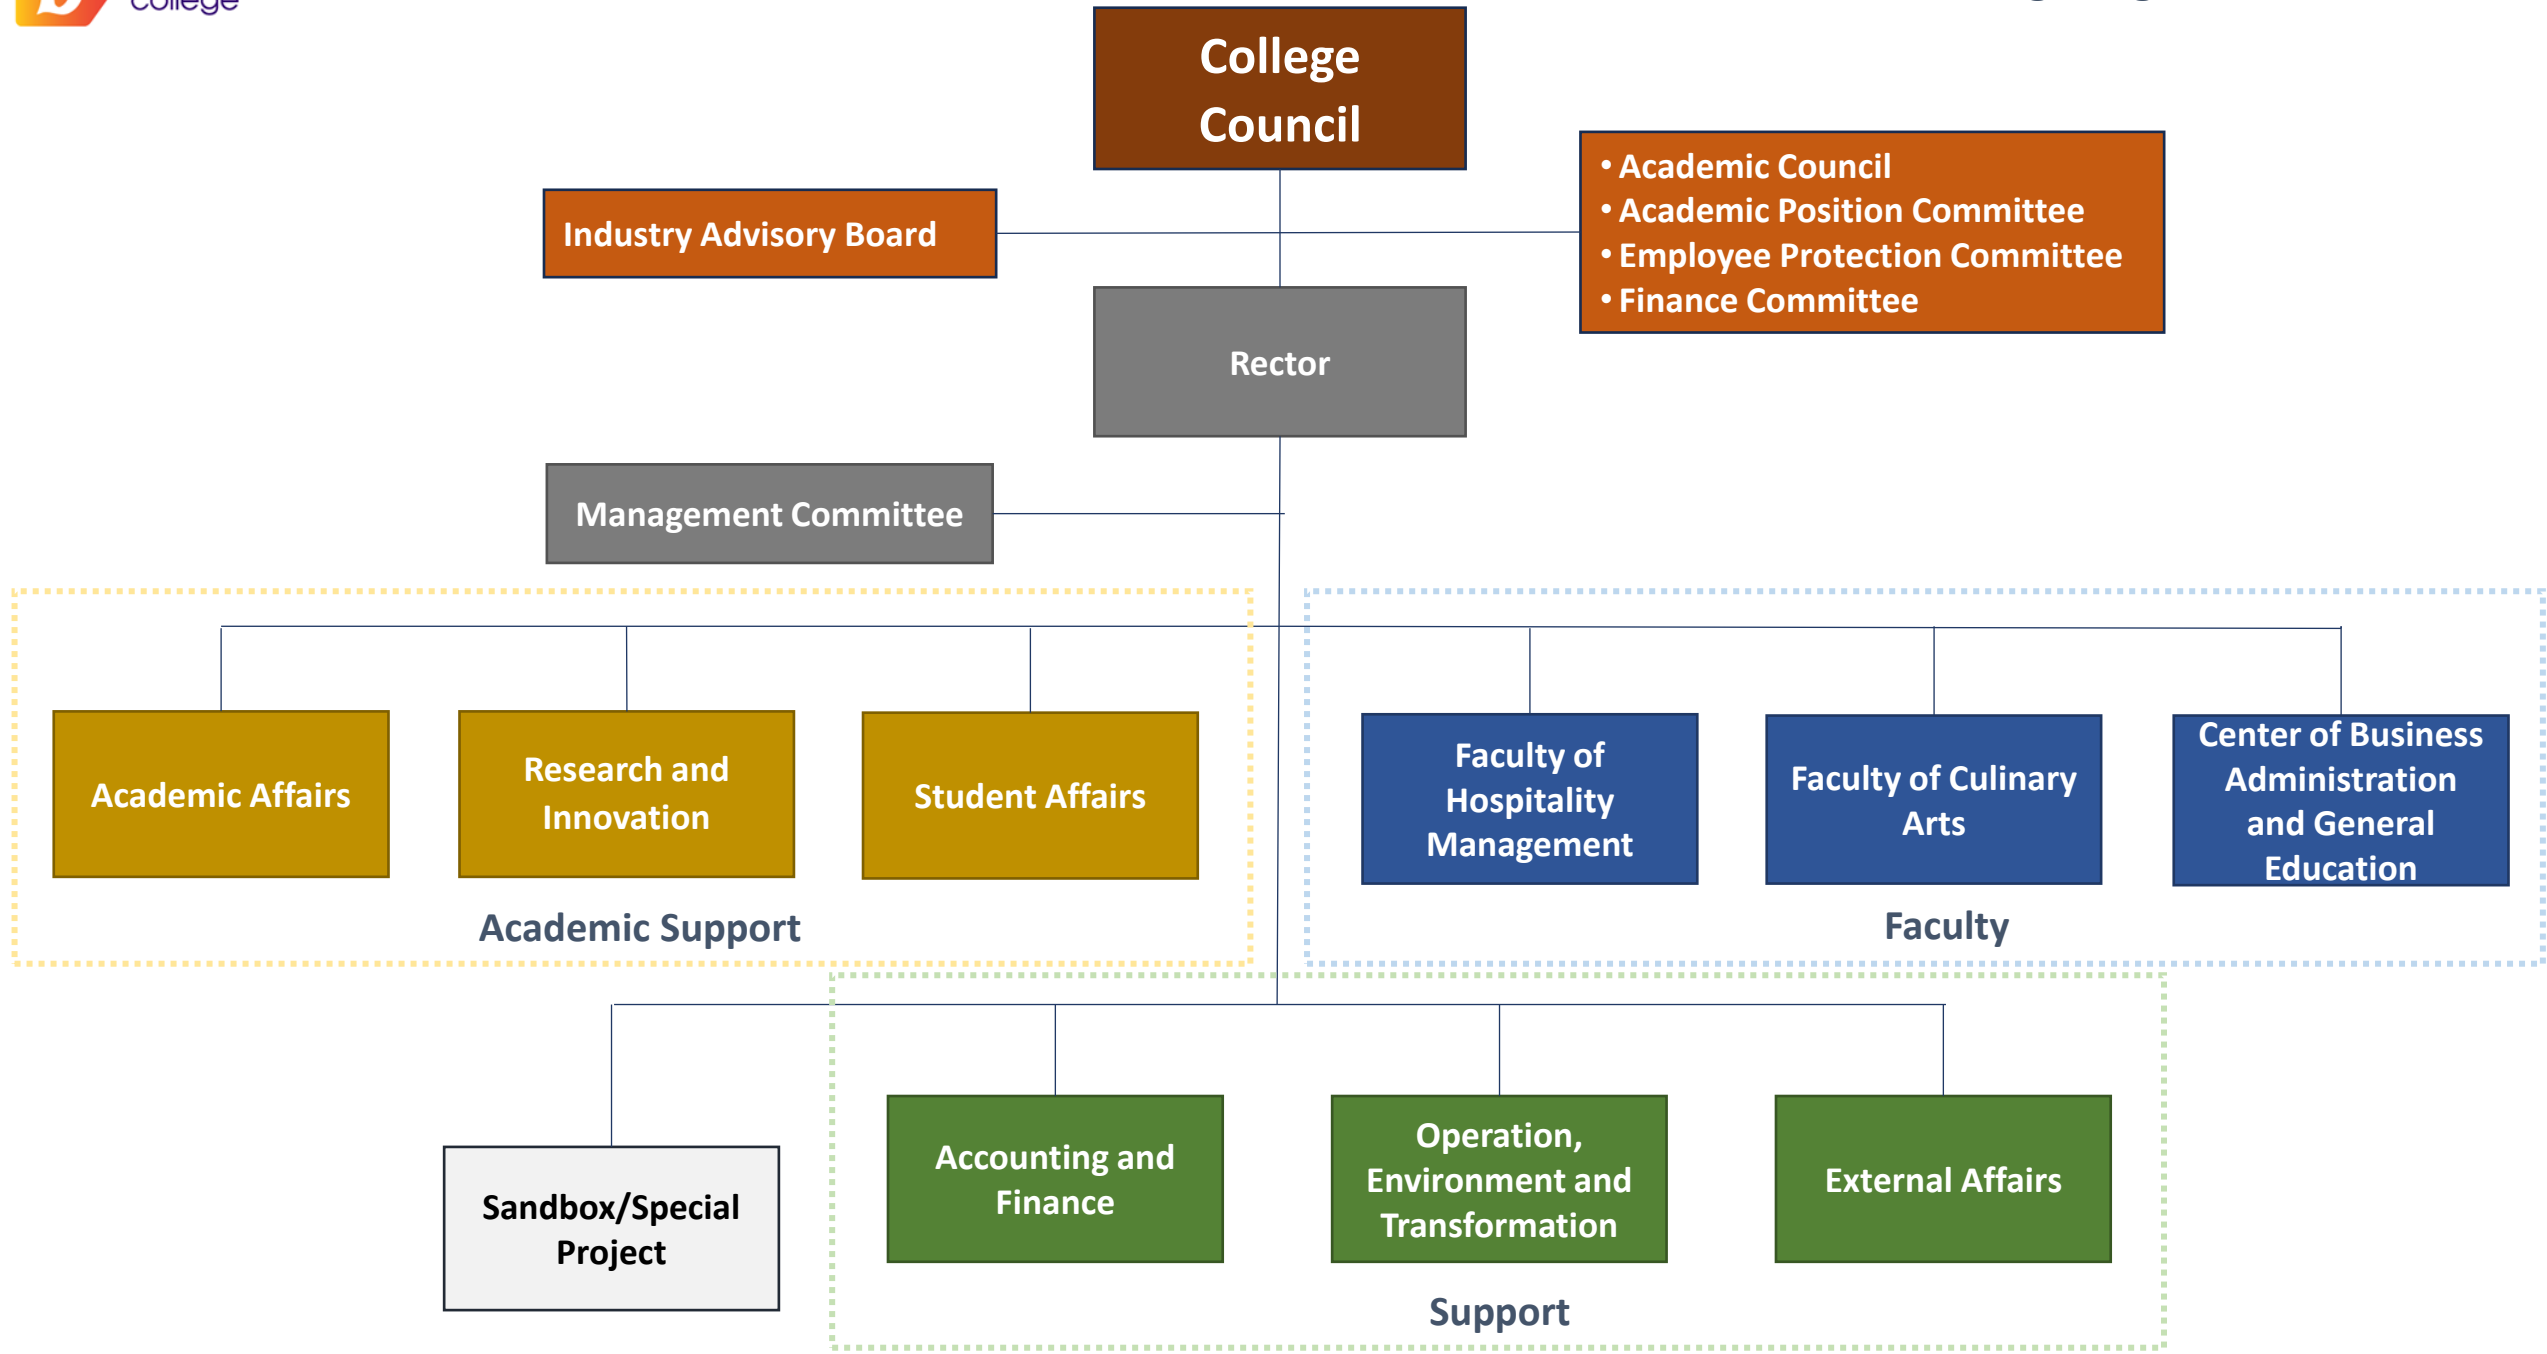 college
College
Council
Industry Advisory Board
• Academic Council
• Academic Position Committee
• Employee Protection Committee
• Finance Committee
Rector
Management Committee
Academic Affairs
Research and
Innovation
Student Affairs
Academic Support
Faculty of
Hospitality
Management
Faculty of Culinary
Arts
Center of Business
Administration
and General
Education
Faculty
Sandbox/Special
Project
Accounting and
Finance
Operation,
Environment and
Transformation
External Affairs
Support